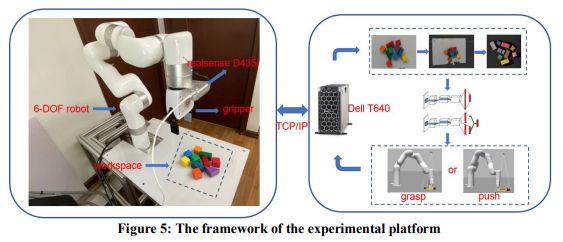 realsense D435i
6-DOF robot
gripper
workspace
TCP/IP
Dell T640
or
grasp
push
Figure 5: The framework of the experimental platform